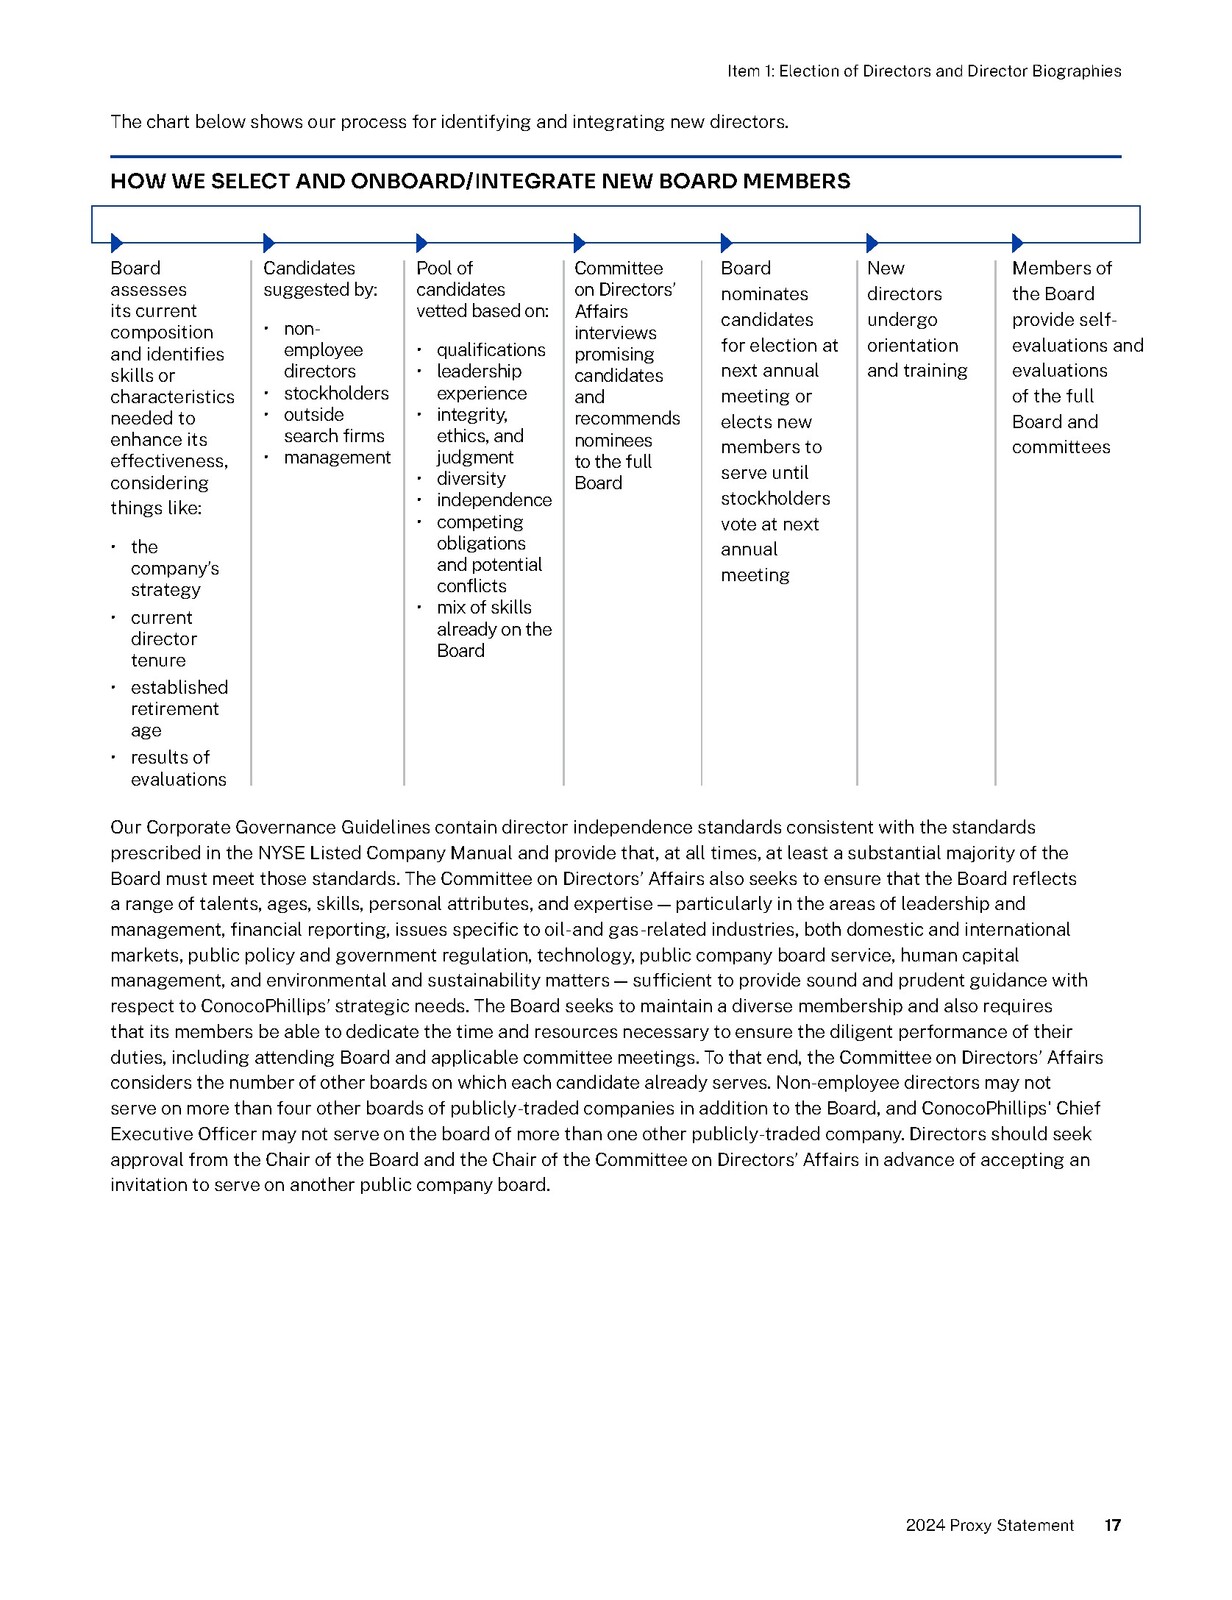 Item 1: Election of Directors and Director Biographies
The chart below shows our process for identifying and integrating new directors.
HOW WE SELECT AND ONBOARD/INTEGRATE NEW BOARD MEMBERS
Board
assesses
its current
composition
and identifies
skills or
characteristics
needed to
enhance its
effectiveness,
considering
things like:
• the
company’s
strategy
• current
director
tenure
• established
retirement
age
• results of
evaluations
Candidates
suggested by:
• non-
employee
directors
• stockholders
• outside
search firms
• management
Pool of
candidates
vetted based on:
• qualifications
• leadership
experience
• integrity,
ethics, and
judgment
• diversity
• independence
• competing
obligations
and potential
conflicts
• mix of skills
already on the
Board
Committee
on Directors’
Affairs
interviews
promising
candidates
and
recommends
nominees
to the full
Board
Board
nominates
candidates
for election at
next annual
meeting or
elects new
members to
serve until
stockholders
vote at next
annual
meeting
New
directors
undergo
orientation
and training
Members of
the Board
provide self-
evaluations and
evaluations
of the full
Board and
committees
Our Corporate Governance Guidelines contain director independence standards consistent with the standards
prescribed in the NYSE Listed Company Manual and provide that, at all times, at least a substantial majority of the
Board must meet those standards. The Committee on Directors’ Affairs also seeks to ensure that the Board reflects
a range of talents, ages, skills, personal attributes, and expertise — particularly in the areas of leadership and
management, financial reporting, issues specific to oil-and gas-related industries, both domestic and international
markets, public policy and government regulation, technology, public company board service, human capital
management, and environmental and sustainability matters — sufficient to provide sound and prudent guidance with
respect to ConocoPhillips’ strategic needs. The Board seeks to maintain a diverse membership and also requires
that its members be able to dedicate the time and resources necessary to ensure the diligent performance of their
duties, including attending Board and applicable committee meetings. To that end, the Committee on Directors’ Affairs
considers the number of other boards on which each candidate already serves. Non-employee directors may not
serve on more than four other boards of publicly-traded companies in addition to the Board, and ConocoPhillips' Chief
Executive Officer may not serve on the board of more than one other publicly-traded company. Directors should seek
approval from the Chair of the Board and the Chair of the Committee on Directors’ Affairs in advance of accepting an
invitation to serve on another public company board.
2024 Proxy Statement 17